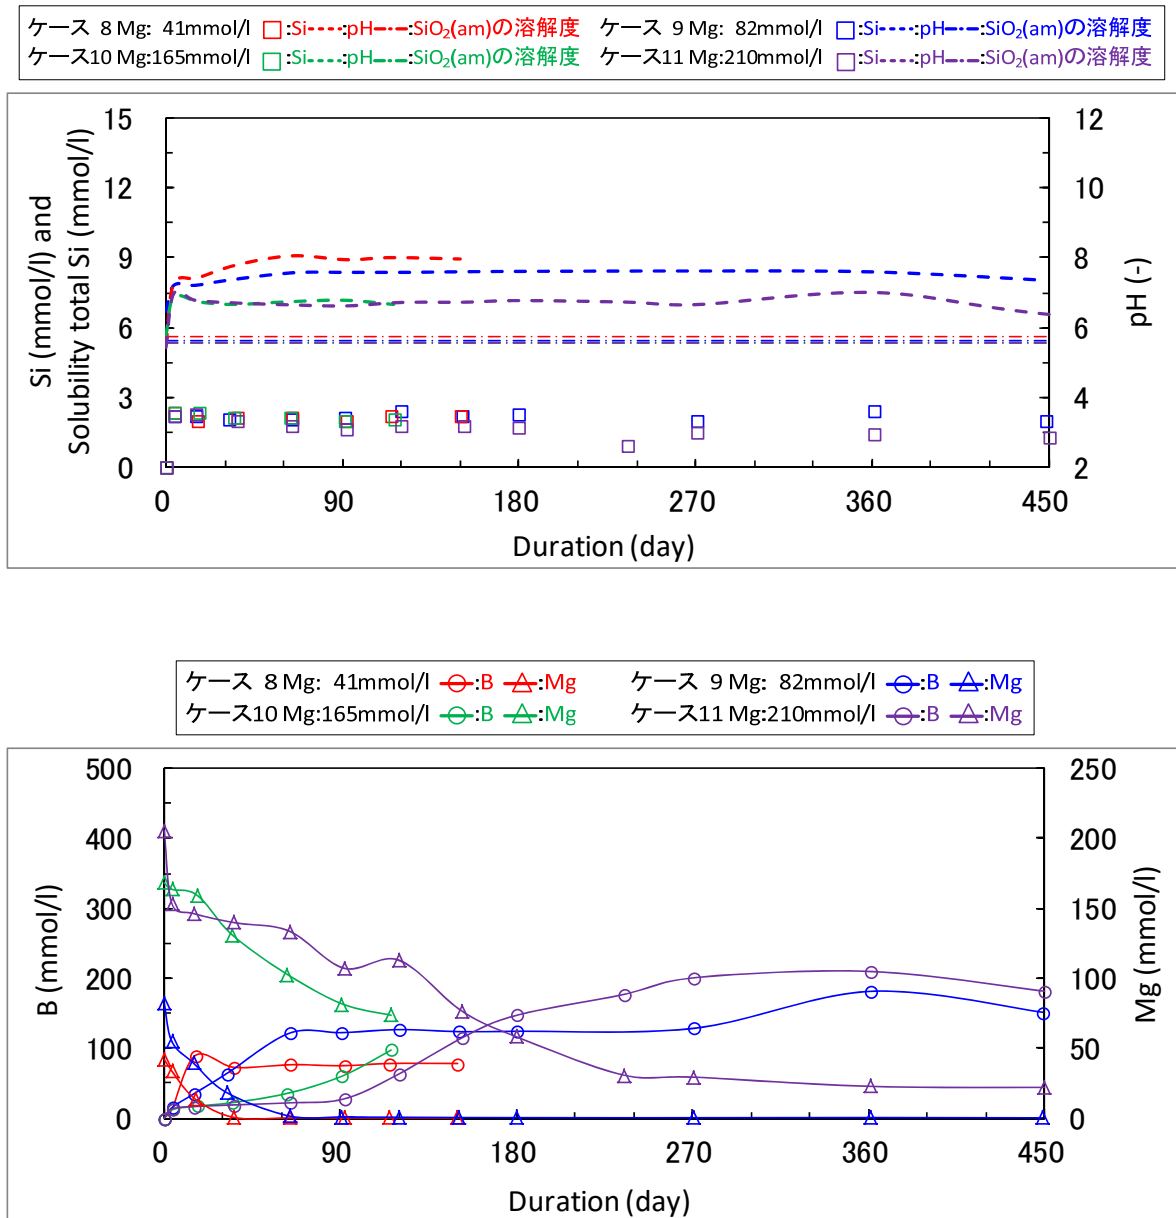 ケース 8 Mg: 41mmol/l :Si :pH :SiO₂(am)の溶解度 ケース 9 Mg: 82mmol/l :Si :pH :SiO₂(am)の溶解度
ケース10 Mg:165mmol/l :Si :pH :SiO₂(am)の溶解度 ケース11 Mg:210mmol/l :Si :pH :SiO₂(am)の溶解度
Si (mmol/l) and
Solubility total Si (mmol/l)
15
12
9
6
3
0
12
10
8
6
4
2
pH (-)
0 90 180 270 360 450
Duration (day)
ケース 8 Mg: 41mmol/l :B :Mg ケース 9 Mg: 82mmol/l :B :Mg
ケース10 Mg:165mmol/l :B :Mg ケース11 Mg:210mmol/l :B :Mg
B (mmol/l)
500
400
300
200
100
0
250
200
150
100
50
0
Mg (mmol/l)
0 90 180 270 360 450
Duration (day)